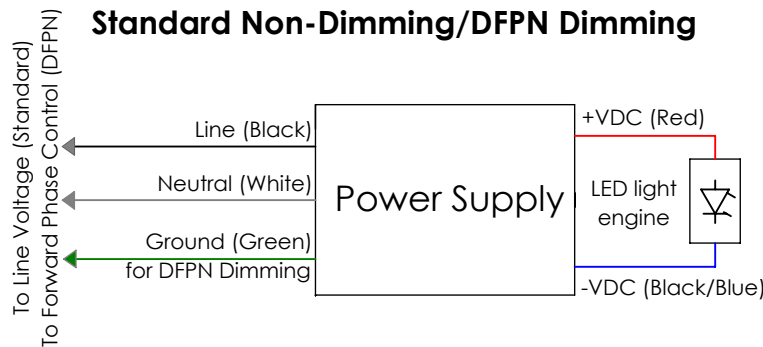 Standard Non-Dimming/DFPN Dimming
To Line Voltage (Standard)
To Forward Phase Control (DFPN)
Line (Black)
Neutral (White)
Ground (Green)
for DFPN Dimming
Power Supply
+VDC (Red)
LED light
engine
-VDC (Black/Blue)